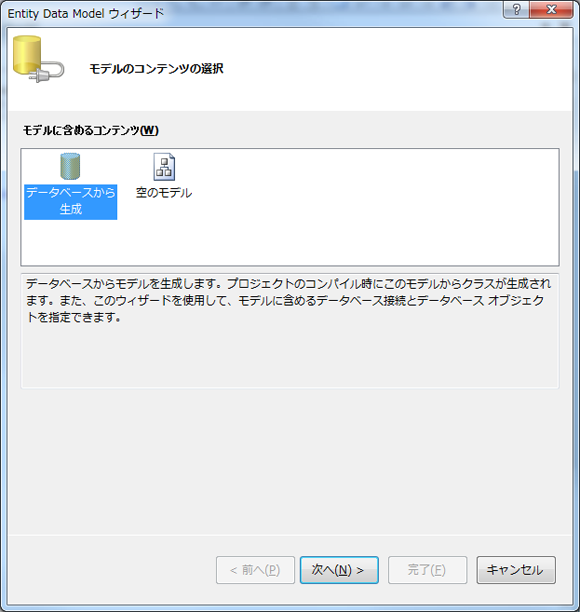 Entity Data Model ウィザード
モデルのコンテンツの選択
モデルに含めるコンテンツ(W)
データベースから
生成
空のモデル
データベースからモデルを生成します。プロジェクトのコンパイル時にこのモデルからクラスが生成され
ます。また、このウィザードを使用して、モデルに含めるデータベース接続とデータベース オブジェク
トを指定できます。
< 前へ(P)
次へ(N) >
完了(F)
キャンセル